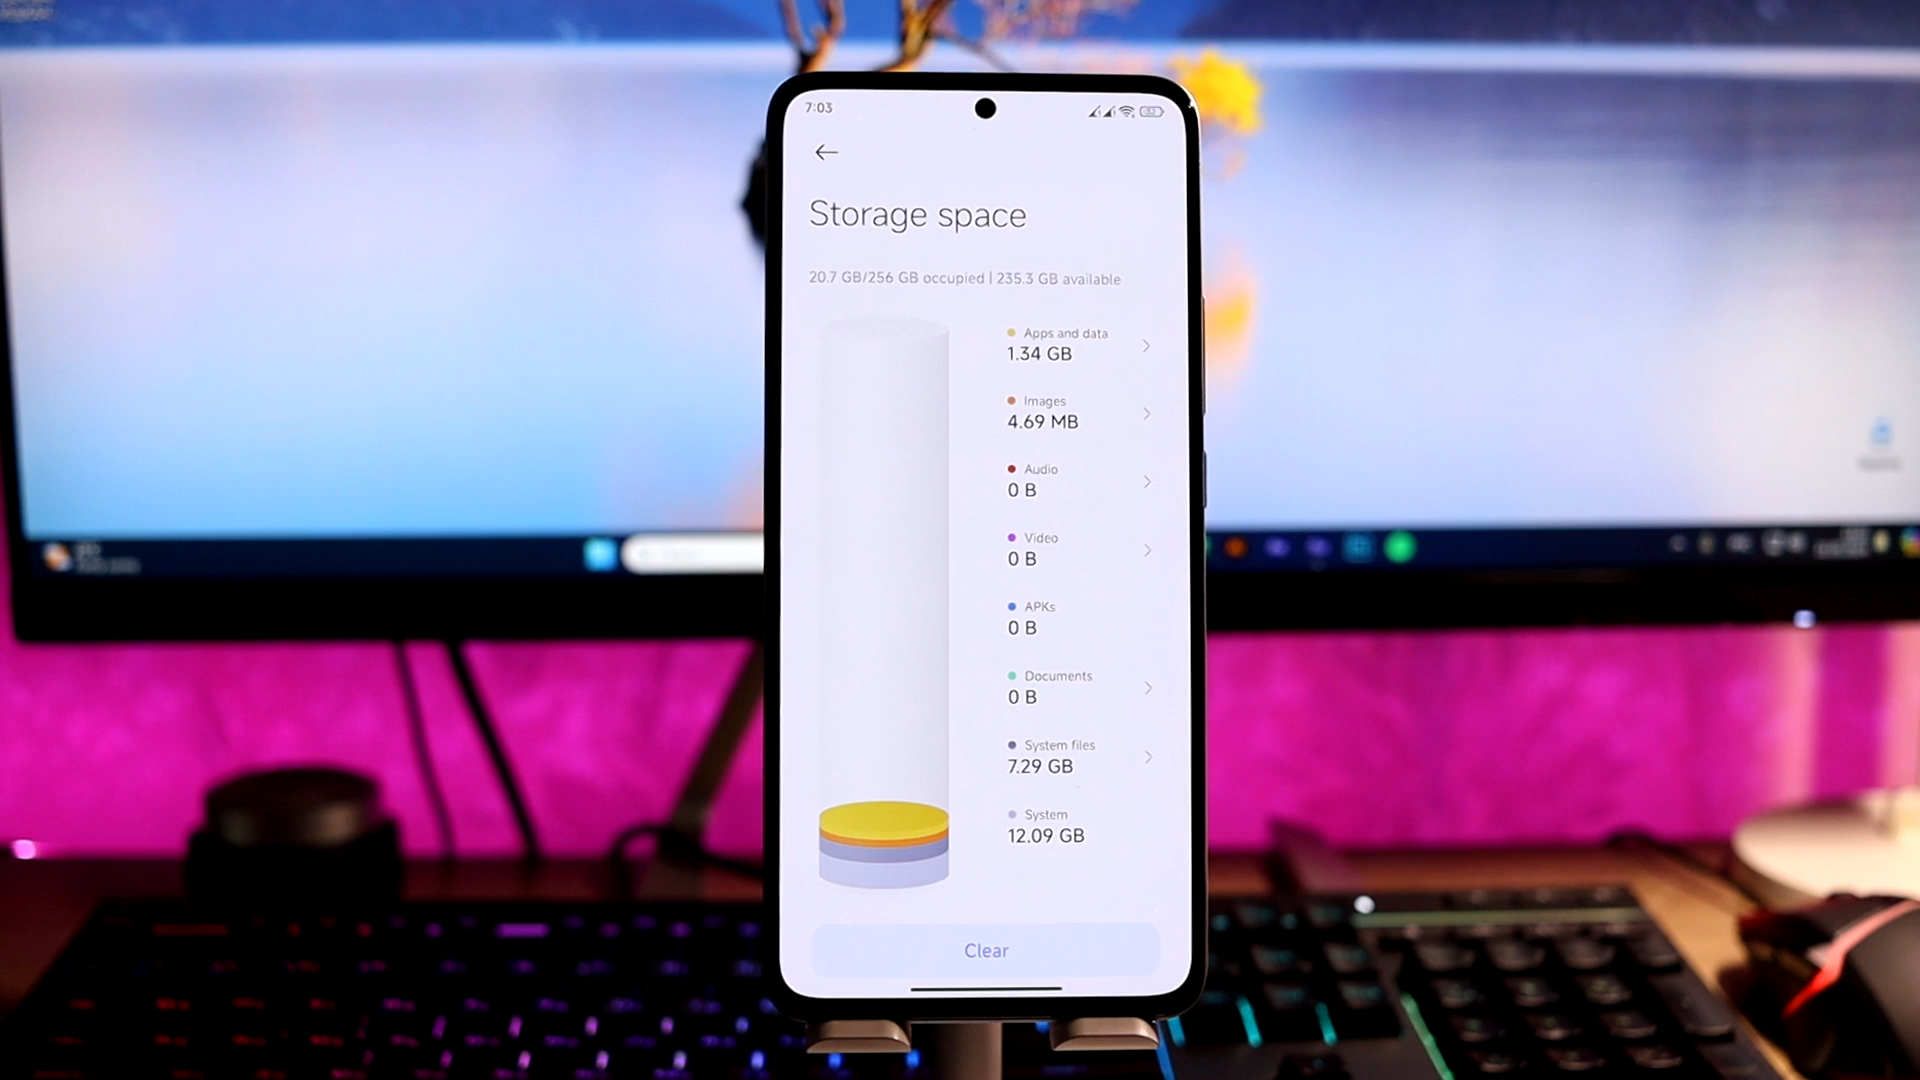 7:03
Storage space
20.7 GB/256 GB occupied | 235.3 GB available
Apps and data
1.34 GB
Images
4.69 MB
Audio
0 B
Video
0 B
APKs
0 B
Documents
0 B
System files
7.29 GB
System
12.09 GB
Clear